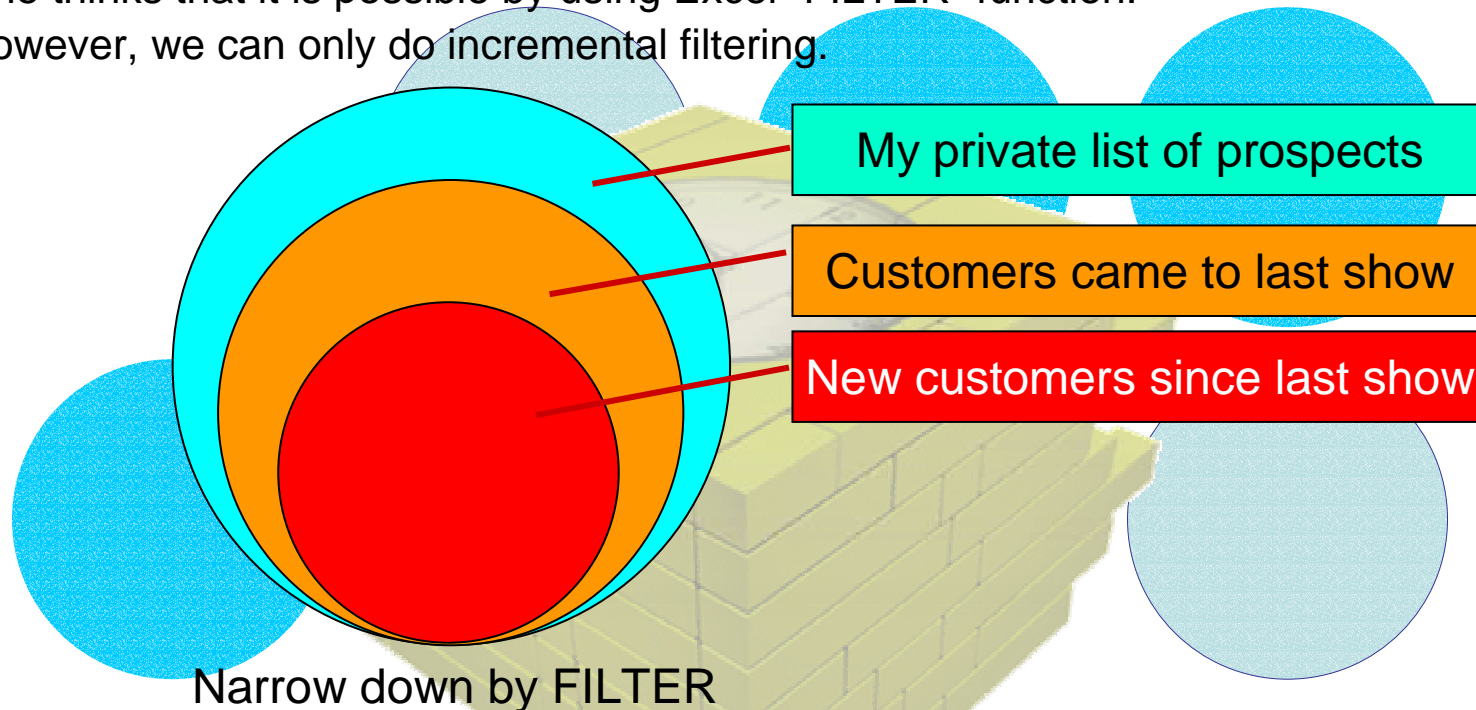 thinks that it is possible by using Excel "FILTER" function.
owever, we can only do incremental filtering.
My private list of prospects
Customers came to last show
New customers since last show
Narrow down by FILTER